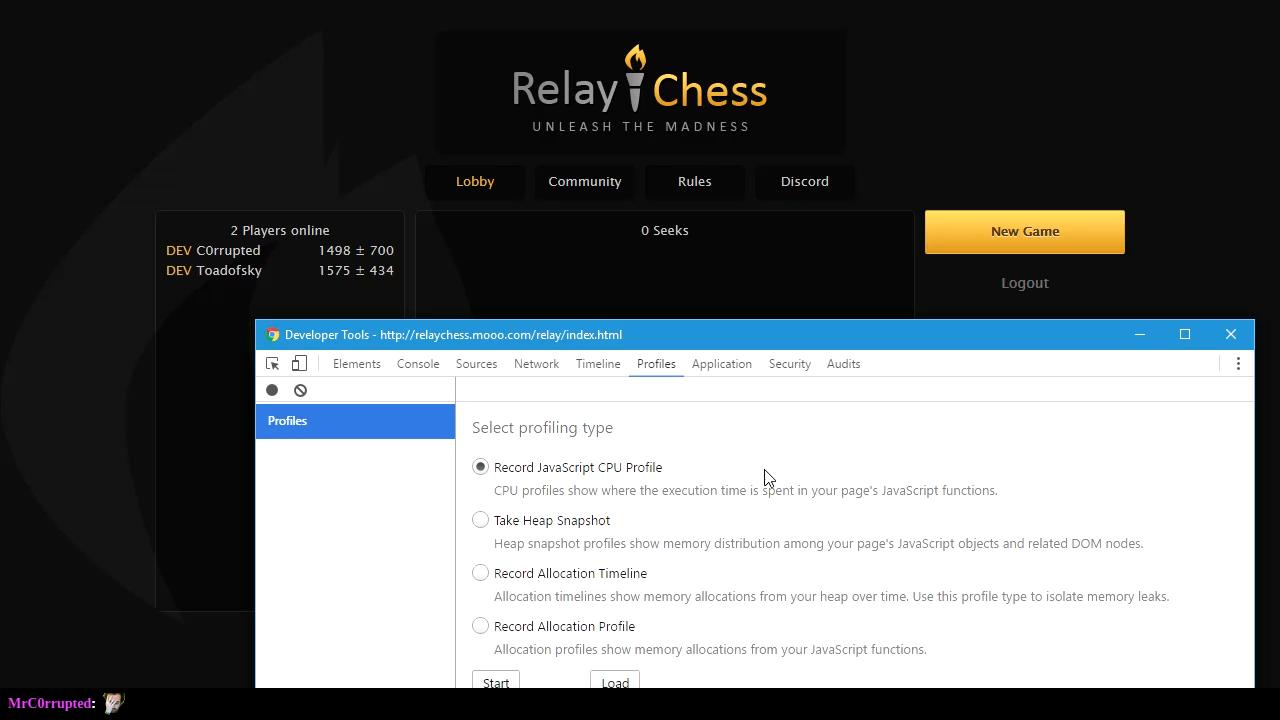 Relay Chess
UNLEASH THE MADNESS
Lobby Community Rules Discord
2 Players online
DEV C0rrupted 1498 ± 700
DEV Toadofsky 1575 ± 434
0 Seeks
New Game
Logout
Developer Tools - http://relaychess.mooo.com/relay/index.html
Elements Console Sources Network Timeline Profiles Application Security Audits
Profiles
Select profiling type
Record JavaScript CPU Profile
CPU profiles show where the execution time is spent in your page's JavaScript functions.
Take Heap Snapshot
Heap snapshot profiles show memory distribution among your page's JavaScript objects and related DOM nodes.
Record Allocation Timeline
Allocation timelines show memory allocations from your heap over time. Use this profile type to isolate memory leaks.
Record Allocation Profile
Allocation profiles show memory allocations from your JavaScript functions.
Start Load
MrC0rrupted: